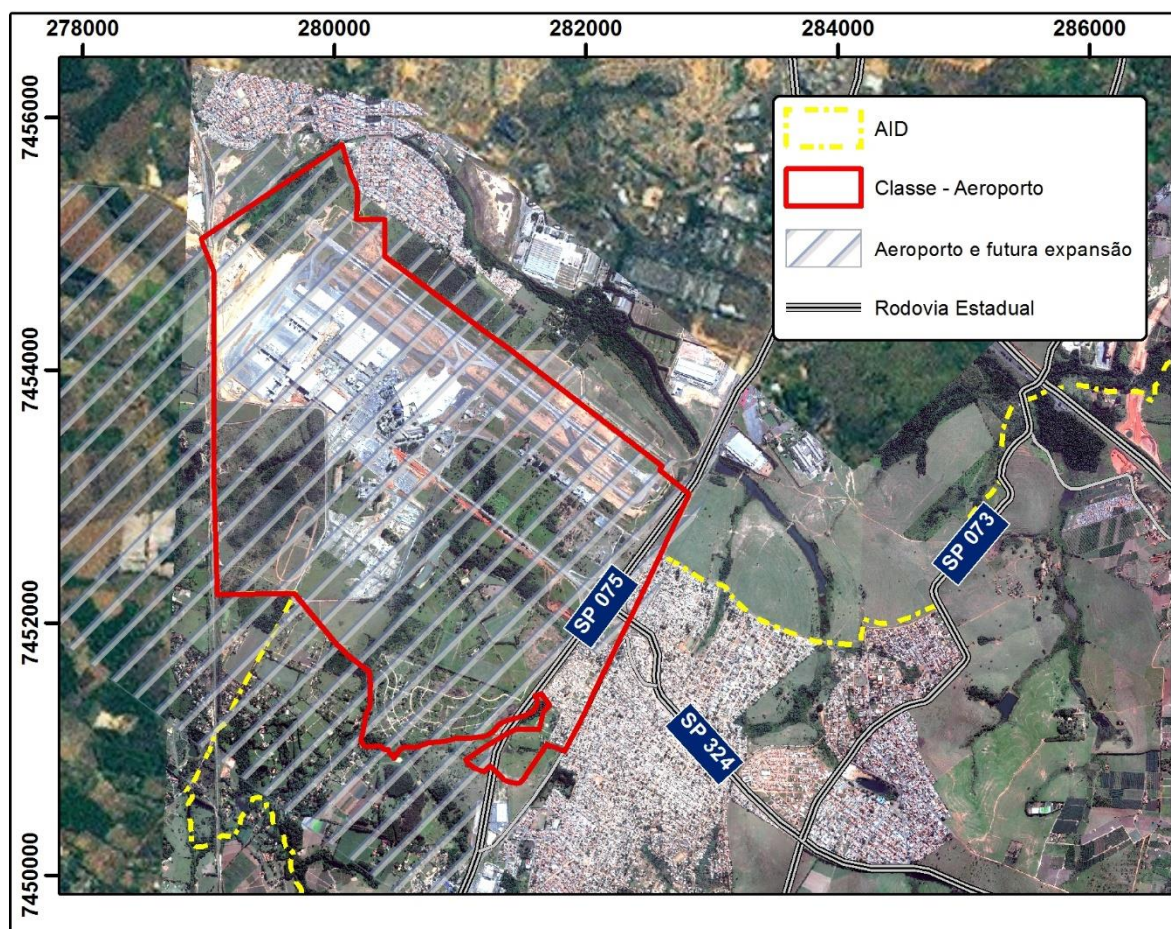 278000 280000 282000 284000 286000
7456000
7454000
7452000
7450000
AID
Classe - Aeroporto
Aeroporto e futura expansão
Rodovia Estadual
SP 073
SP 075
SP 324